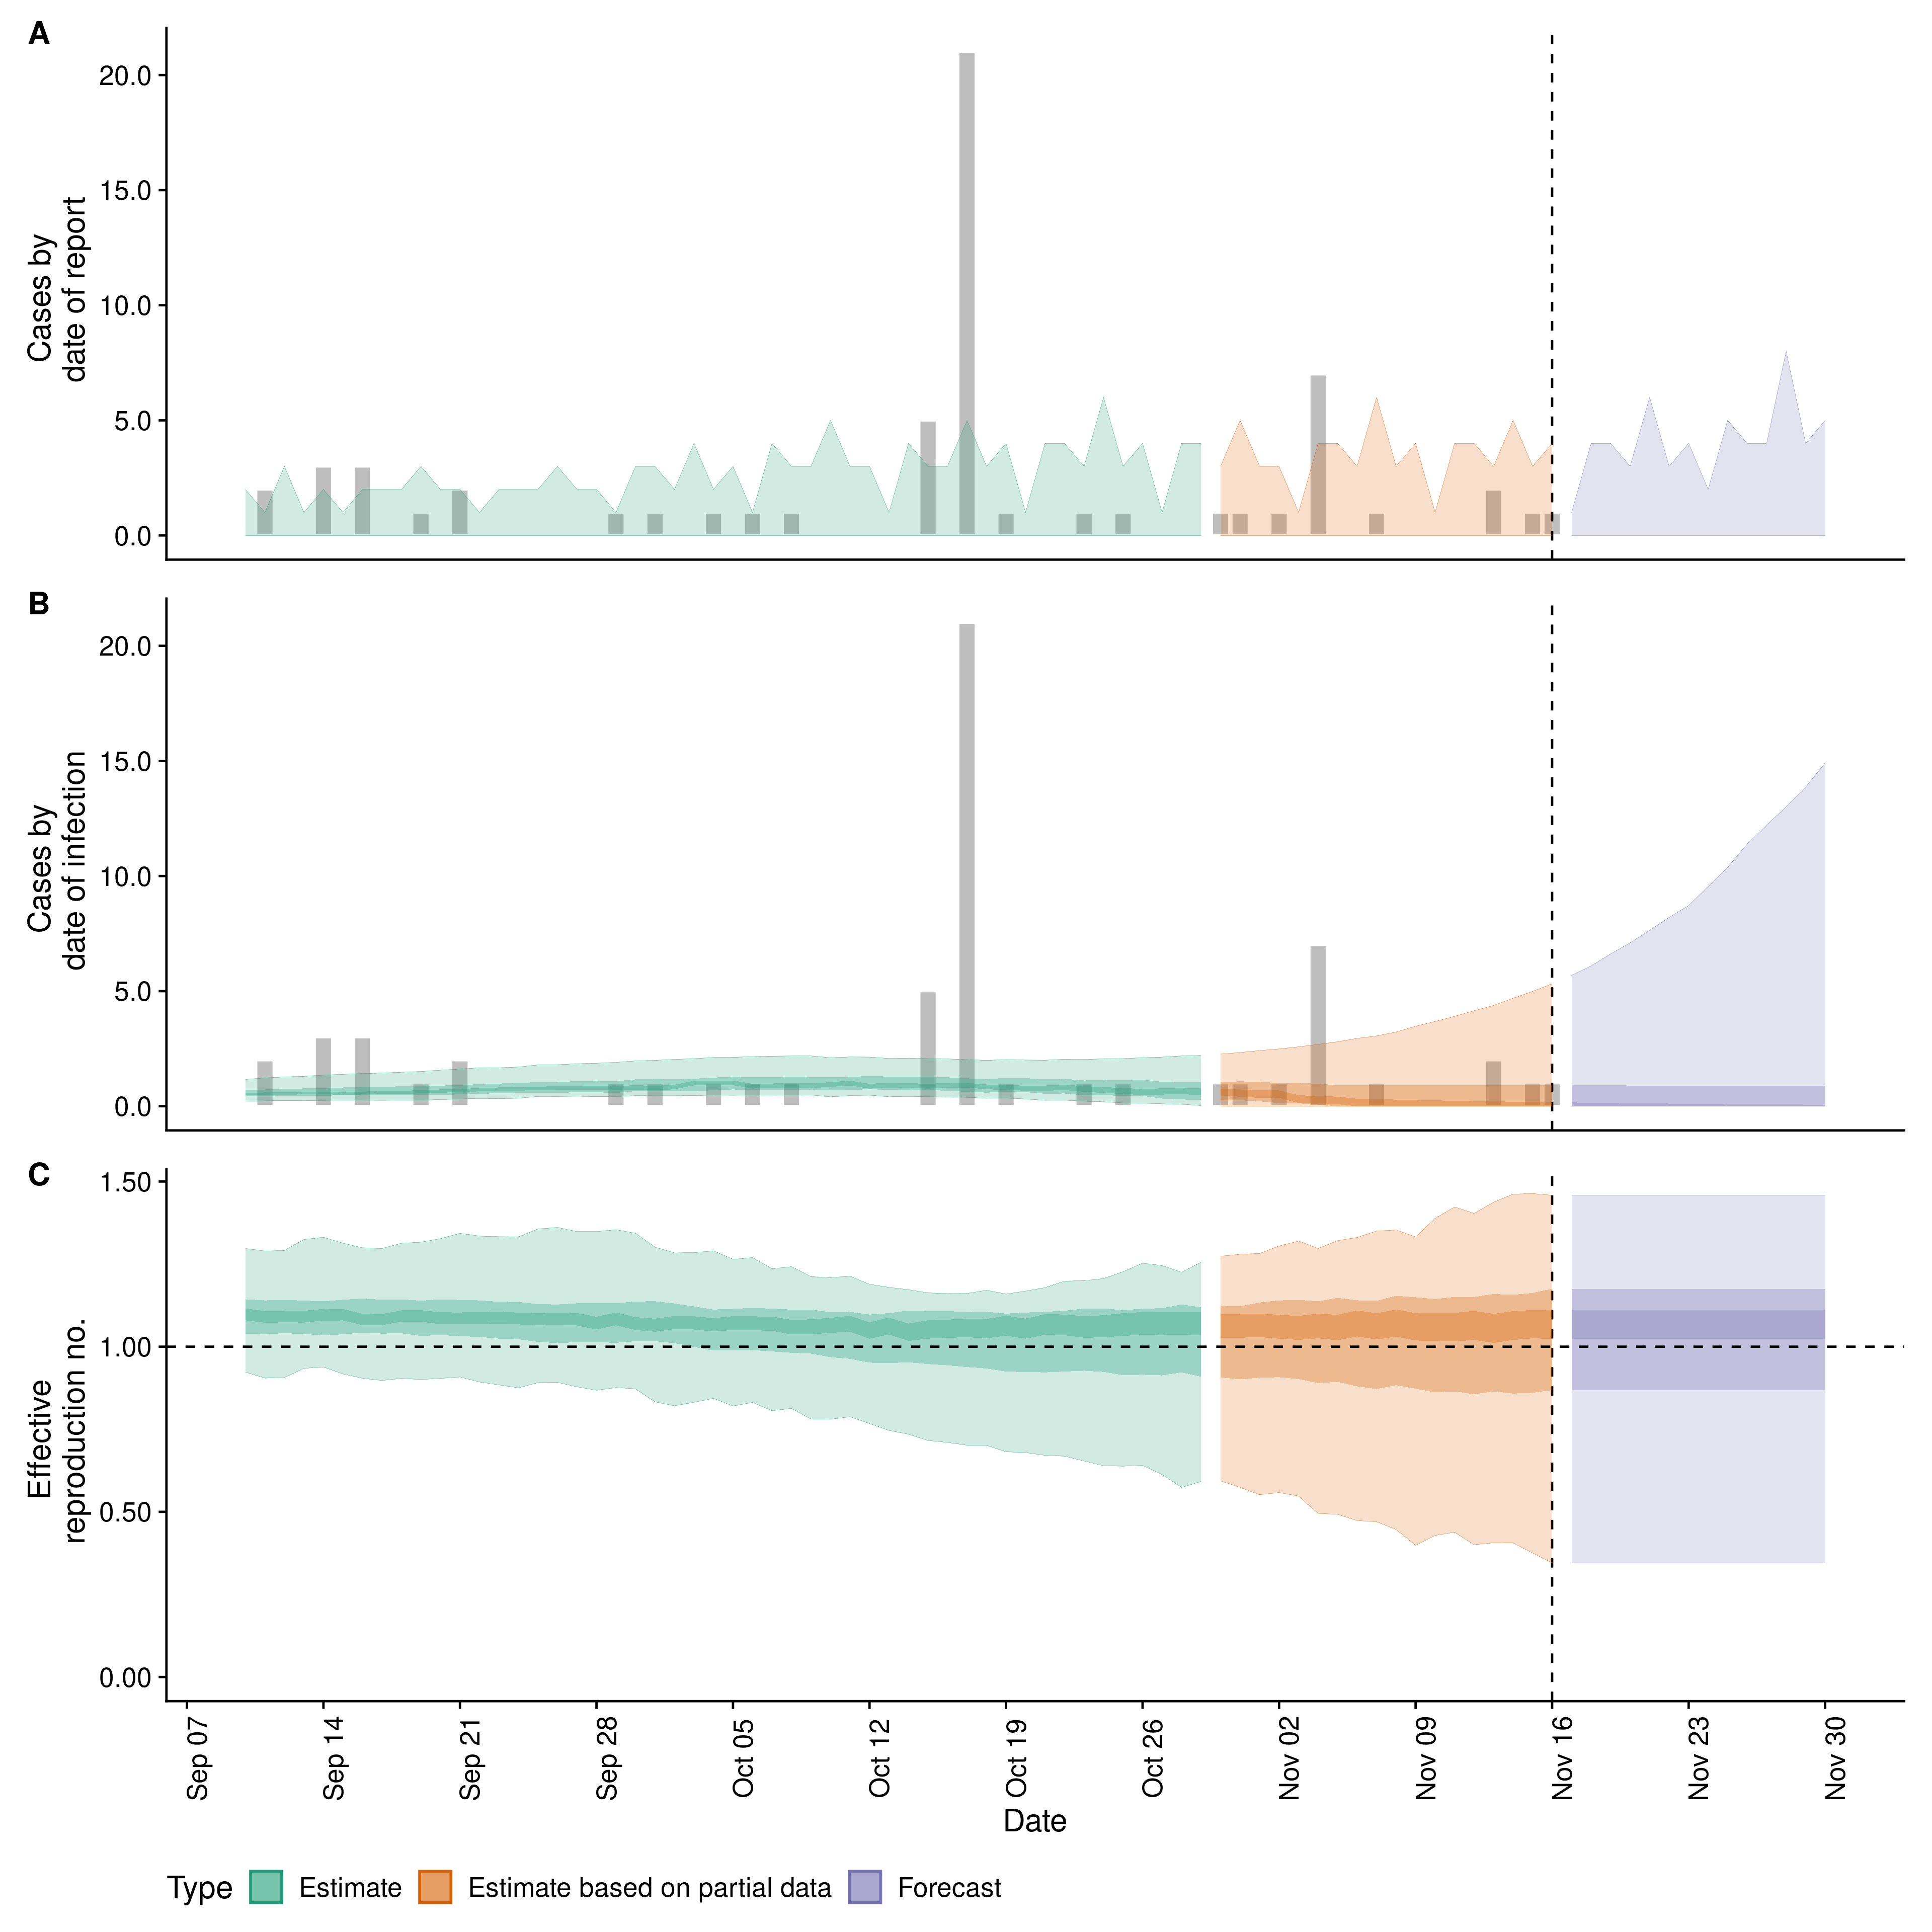 A
20.0
15.0
10.0
5.0
0.0
Cases by
date of report
B
20.0
15.0
10.0
5.0
0.0
Cases by
date of infection
C
1.50
1.00
0.50
0.00
Effective
reproduction no.
Sep 07
Sep 14
Sep 21
Sep 28
Oct 05
Oct 12
Oct 19
Oct 26
Nov 02
Nov 09
Nov 16
Nov 23
Nov 30
Date
Type
Estimate
Estimate based on partial data
Forecast